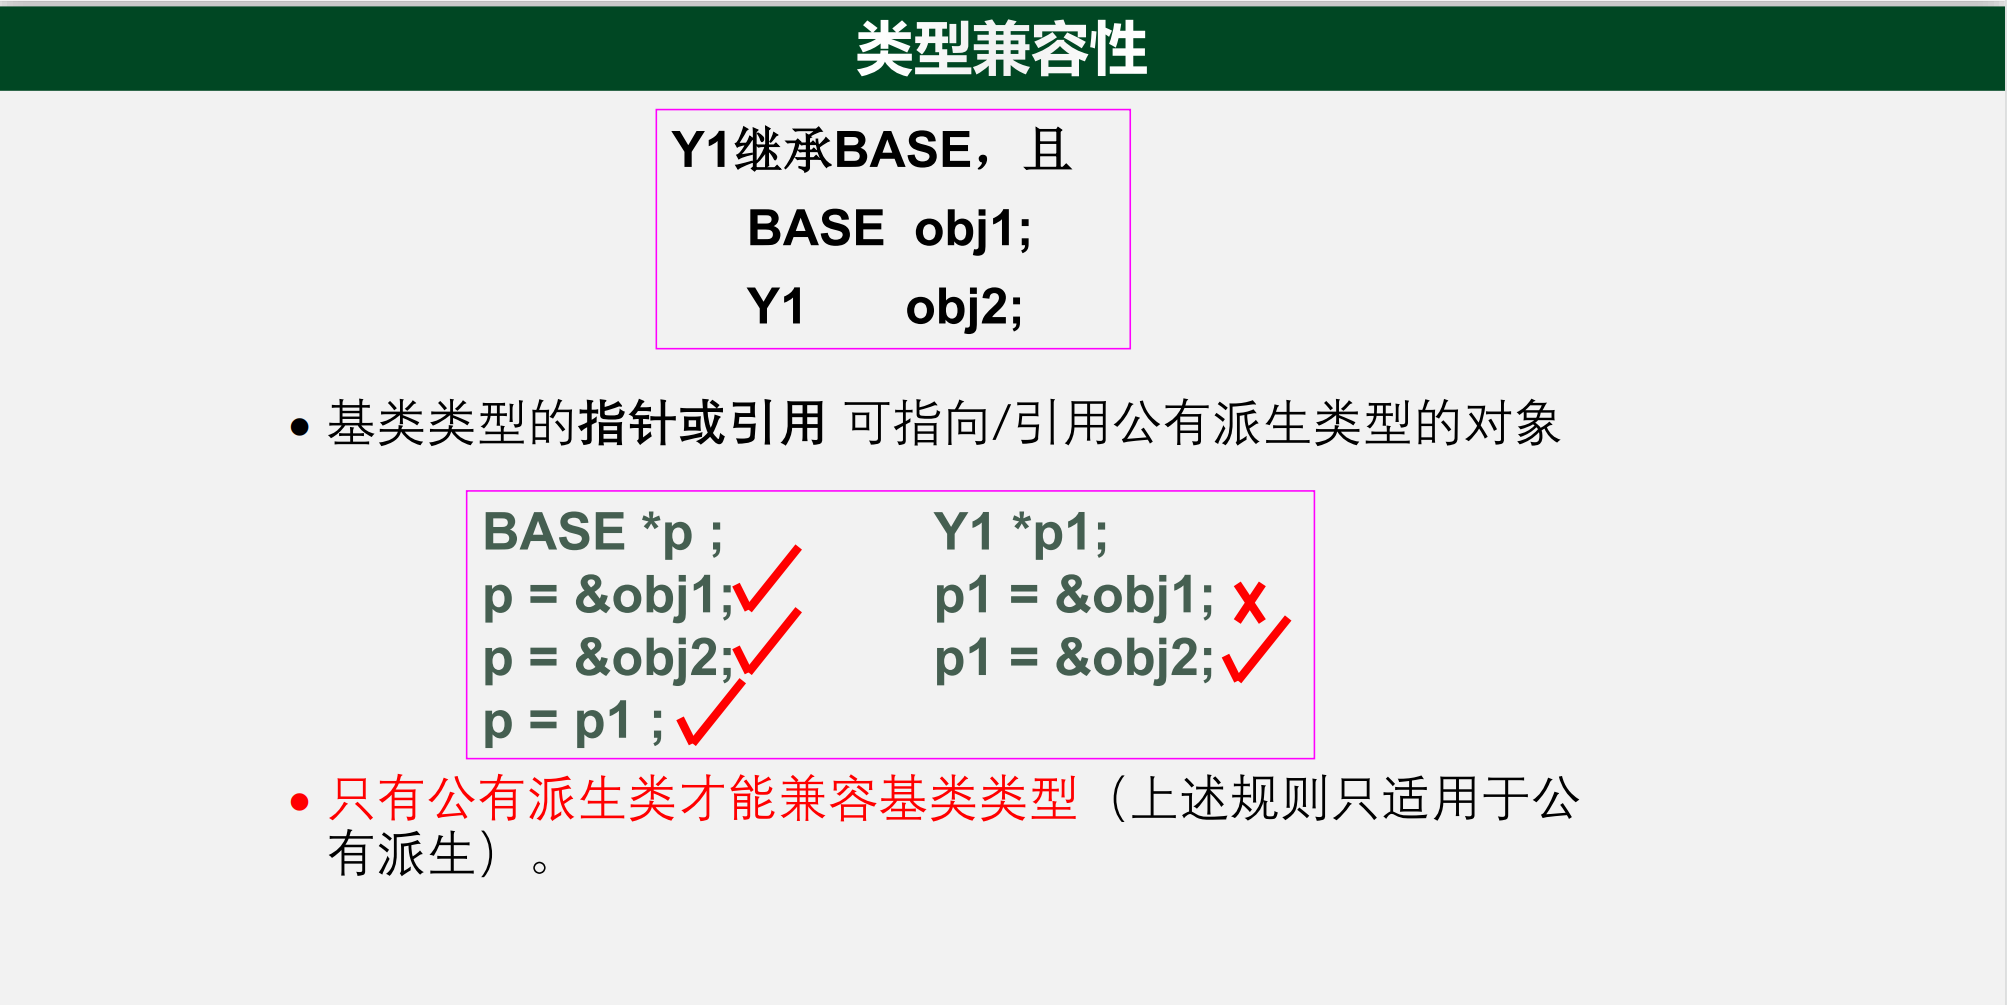 类型兼容性
Y1继承BASE，且
BASE obj1;
Y1 obj2;
• 基类类型的指针或引用 可指向/引用公有派生类型的对象
BASE *p ; Y1 *p1;
p = &obj1; p1 = &obj1;
p = &obj2; p1 = &obj2;
p = p1 ;
• 只有公有派生类才能兼容基类类型（上述规则只适用于公
有派生）。